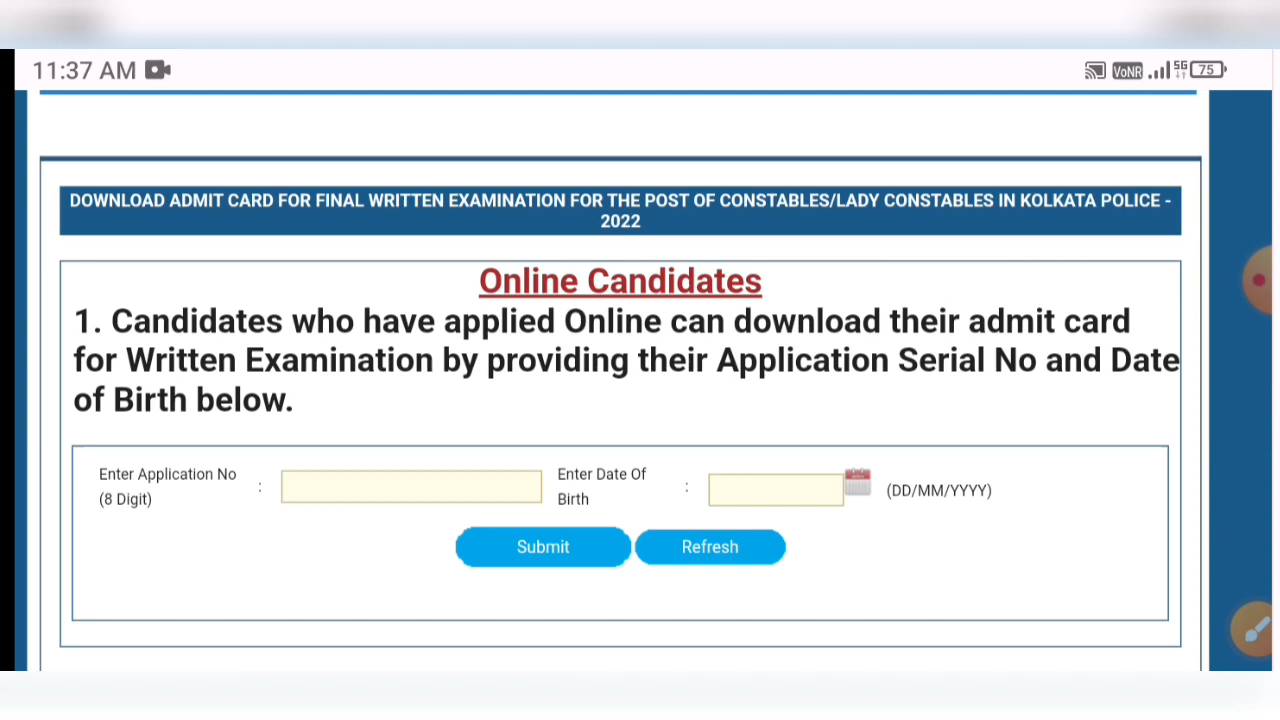 11:37 AM
VoNR 5G 75
DOWNLOAD ADMIT CARD FOR FINAL WRITTEN EXAMINATION FOR THE POST OF CONSTABLES/LADY CONSTABLES IN KOLKATA POLICE -
2022
Online Candidates
1. Candidates who have applied Online can download their admit card
for Written Examination by providing their Application Serial No and Date
of Birth below.
Enter Application No
(8 Digit)
:
Enter Date Of
Birth
:
(DD/MM/YYYY)
Submit
Refresh